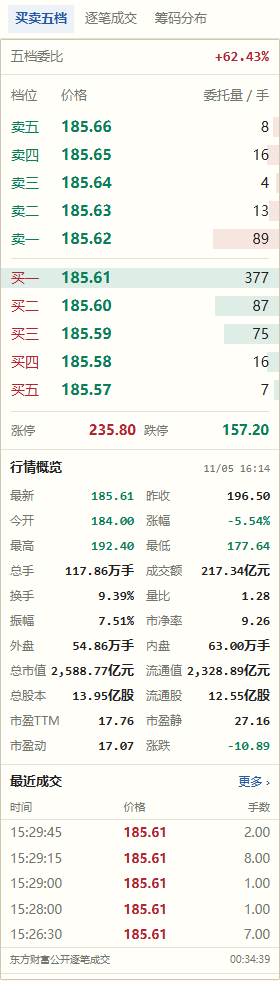 买卖五档 逐笔成交 筹码分布
五档委比 +62.43%
档位 价格 委托量 / 手
卖五 185.66 8
卖四 185.65 16
卖三 185.64 4
卖二 185.63 13
卖一 185.62 89
买一 185.61 377
买二 185.60 87
买三 185.59 75
买四 185.58 16
买五 185.57 7
涨停 235.80 跌停 157.20
行情概览 11/05 16:14
最新 185.61 昨收 196.50
今开 184.00 涨幅 -5.54%
最高 192.40 最低 177.64
总手 117.86万手 成交额 217.34亿元
换手 9.39% 量比 1.28
振幅 7.51% 市净率 9.26
外盘 54.86万手 内盘 63.00万手
总市值 2,588.77亿元 流通值 2,328.89亿元
总股本 13.95亿股 流通股 12.55亿股
市盈TTM 17.76 市盈静 27.16
市盈动 17.07 涨跌 -10.89
最近成交 更多 ›
时间 价格 手数
15:29:45 185.61 2.00
15:29:15 185.61 8.00
15:29:00 185.61 1.00
15:28:00 185.61 1.00
15:26:30 185.61 7.00
东方财富公开逐笔成交 00:34:39